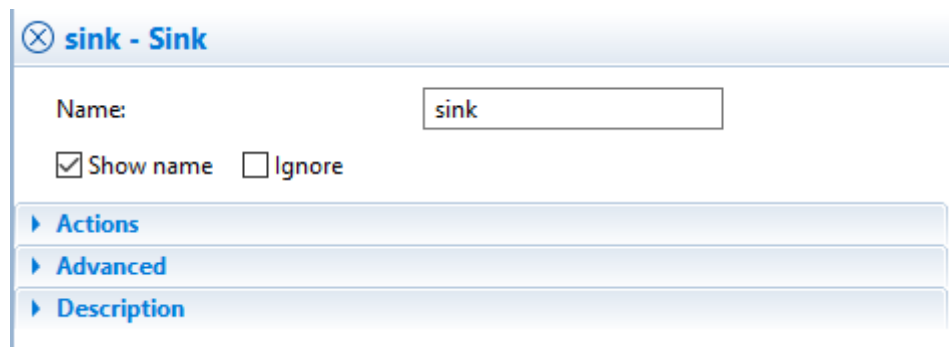 sink - Sink
Name: sink
Show name Ignore
Actions
Advanced
Description